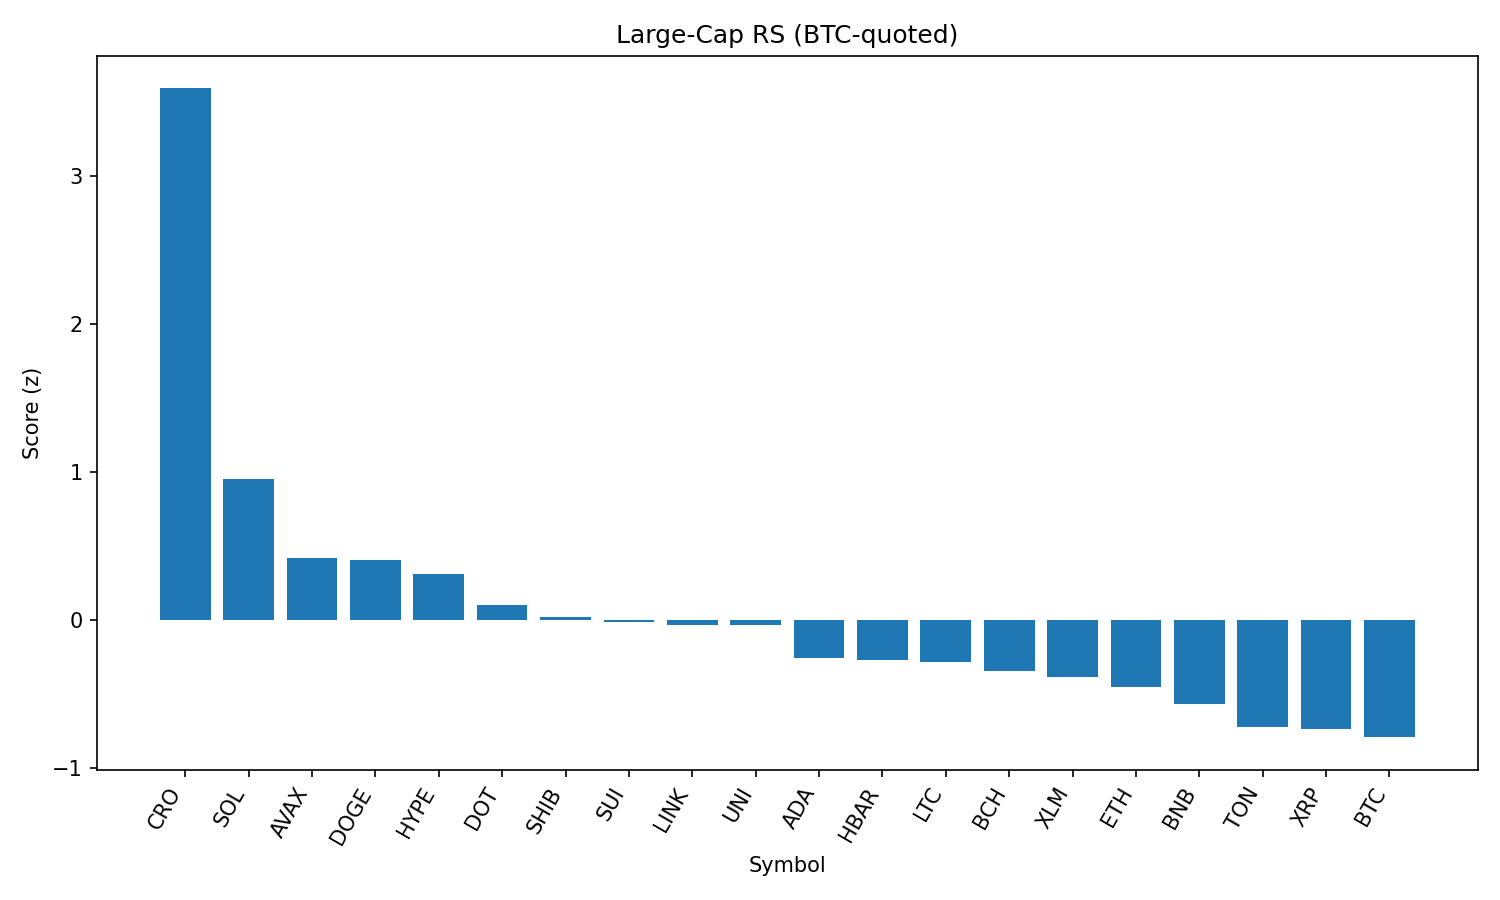 Large-Cap RS (BTC-quoted)
Score (z)
3
2
1
0
−1
CRO
SOL
AVAX
DOGE
HYPE
DOT
SHIB
SUI
LINK
UNI
ADA
HBAR
LTC
BCH
XLM
ETH
BNB
TON
XRP
BTC
Symbol